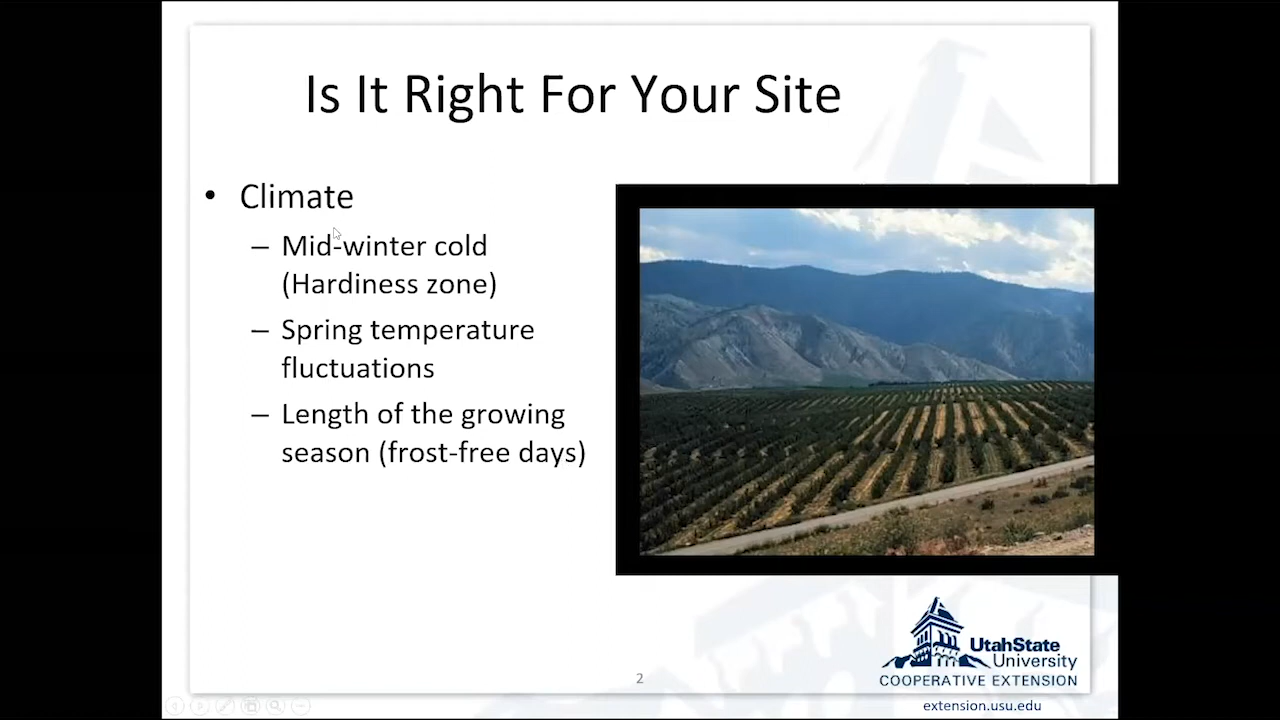 Is It Right For Your Site
• Climate
– Mid-winter cold
(Hardiness zone)
– Spring temperature
fluctuations
– Length of the growing
season (frost-free days)
UtahState
University
COOPERATIVE EXTENSION
extension.usu.edu
2